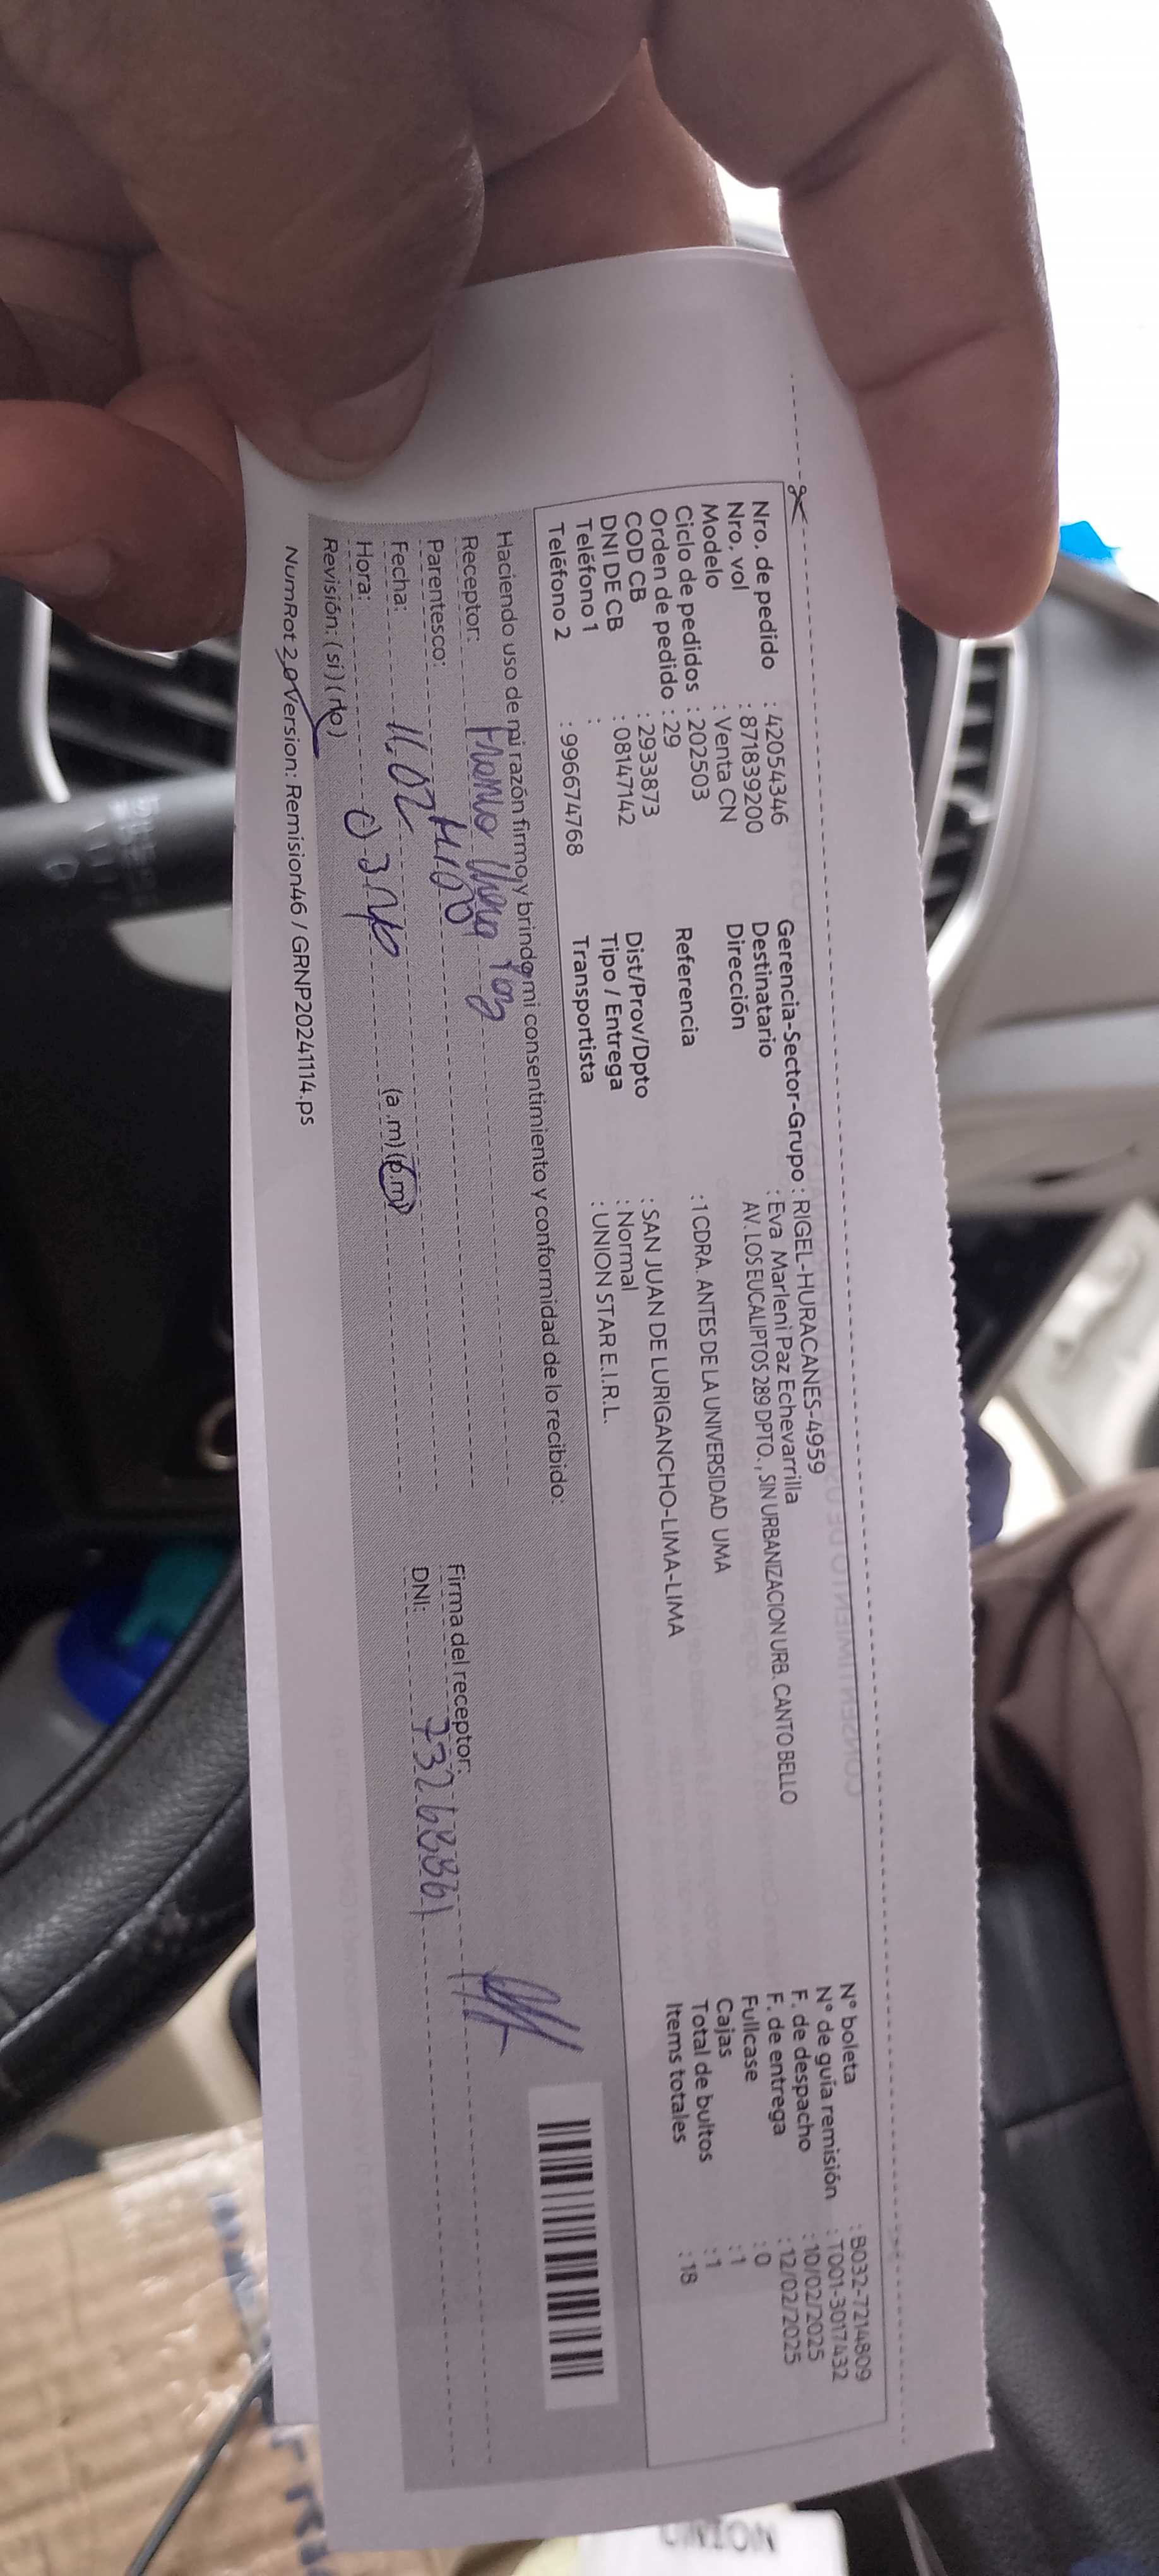 Nro. de pedido : 42054346
Nro. vol : 871839200
Modelo : Venta CN
Ciclo de pedidos : 202503
Orden de pedido : 29
COD CB : 2933873
DNI DE CB : 08147142
Teléfono 1 :
Teléfono 2 : 996674768
Gerencia-Sector-Grupo : RIGEL-HURACANES-4959
Destinatario : Eva Marleni Paz Echevarrilla
Dirección AV. LOS EUCALIPTOS 289 DPTO. , SIN URBANIZACION URB. CANTO BELLO
Referencia : 1 CDRA. ANTES DE LA UNIVERSIDAD UMA
Dist/Prov/Dpto : SAN JUAN DE LURIGANCHO-LIMA-LIMA
Tipo / Entrega : Normal
Transportista : UNION STAR E.I.R.L.
N° boleta : B032-7214809
N° de guía remisión : T001-3017432
F. de despacho : 10/02/2025
F. de entrega : 12/02/2025
Fullcase : 0
Cajas : 1
Total de bultos : 1
Items totales : 18
Haciendo uso de mi razón firmo y brindo mi consentimiento y conformidad de lo recibido:
Receptor:
Parentesco:
Fecha:
Hora: (a.m) (p.m)
Revisión: (si) (no)
Firma del receptor:
DNI:
NumRot 2.0 Version: Remision46 / GRNP20241114.ps